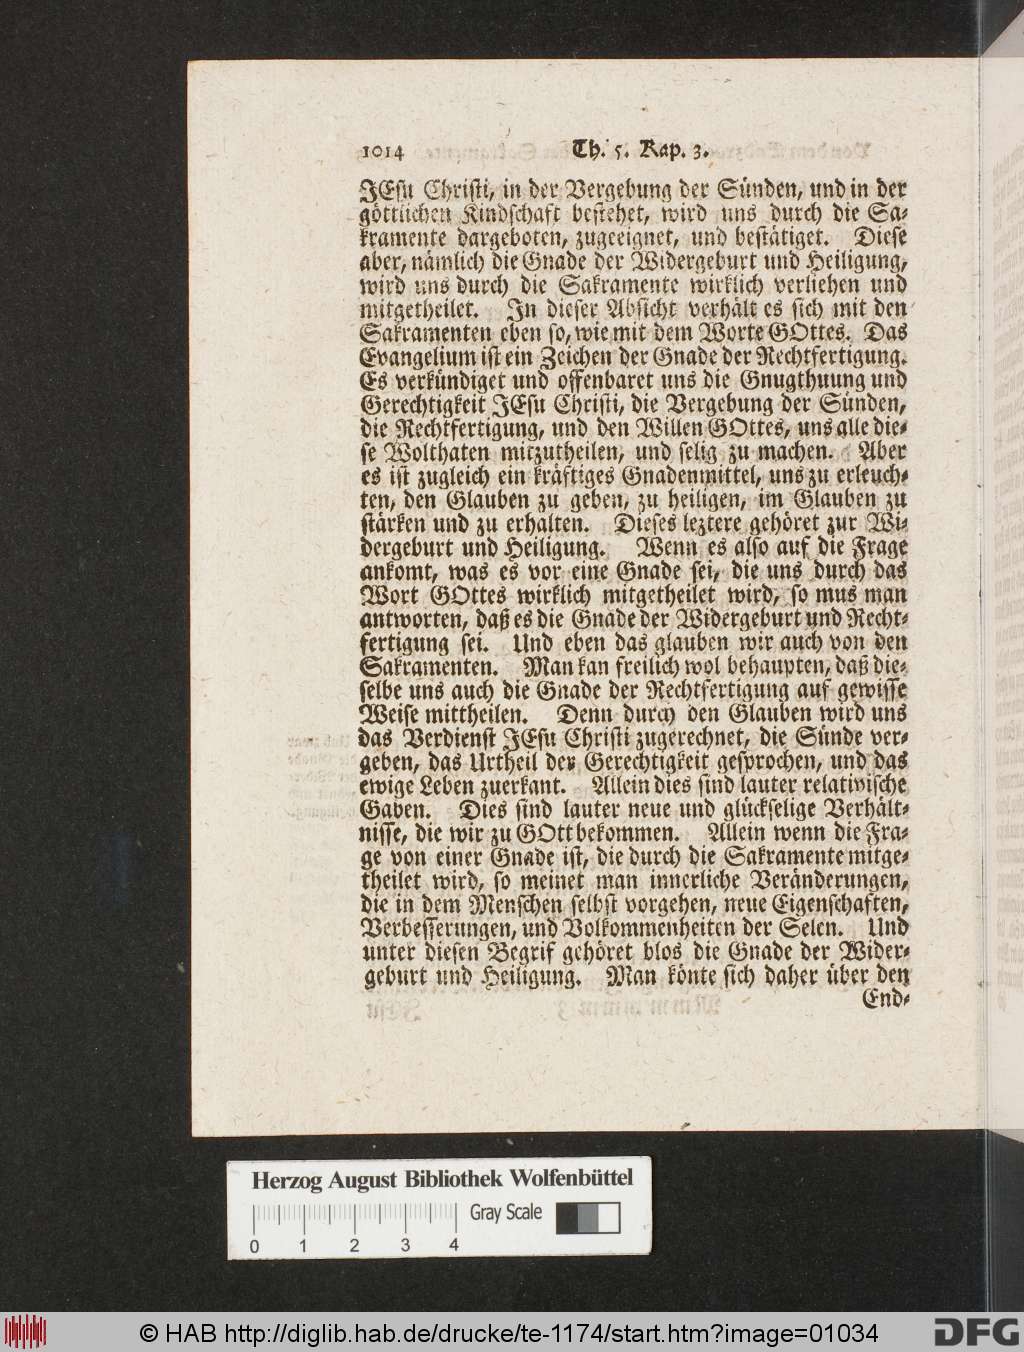 1014 Th. 5. Kap. 3.
JEsu Christi, in der Vergebung der Sünden, und in der
göttlichen Kindschaft bestehet, wird uns durch die Sa-
kramente dargeboten, zugeeignet, und bestätiget. Diese
aber, nämlich die Gnade der Widergeburt und Heiligung,
wird uns durch die Sakramente wirklich verliehen und
mitgetheilet. In dieser Absicht verhält es sich mit den
Sakramenten eben so, wie mit dem Worte GOttes. Das
Evangelium ist ein Zeichen der Gnade der Rechtfertigung.
Es verkündiget und offenbaret uns die Gnugthuung und
Gerechtigkeit JEsu Christi, die Vergebung der Sünden,
die Rechtfertigung, und den Willen GOttes, uns alle die-
se Wolthaten mitzutheilen, und selig zu machen. Aber
es ist zugleich ein kräftiges Gnadenmittel, uns zu erleuch-
ten, den Glauben zu geben, zu heiligen, im Glauben zu
stärken und zu erhalten. Dieses leztere gehöret zur Wi-
dergeburt und Heiligung. Wenn es also auf die Frage
ankomt, was es vor eine Gnade sei, die uns durch das
Wort GOttes wirklich mitgetheilet wird, so mus man
antworten, daß es die Gnade der Widergeburt und Recht-
fertigung sei. Und eben das glauben wir auch von den
Sakramenten. Man kan freilich wol behaupten, daß die-
selbe uns auch die Gnade der Rechtfertigung auf gewisse
Weise mittheilen. Denn durch den Glauben wird uns
das Verdienst JEsu Christi zugerechnet, die Sünde ver-
geben, das Urtheil der Gerechtigkeit gesprochen, und das
ewige Leben zuerkant. Allein dies sind lauter relativische
Gaben. Dies sind lauter neue und glückselige Verhält-
nisse, die wir zu GOtt bekommen. Allein wenn die Fra-
ge von einer Gnade ist, die durch die Sakramente mitge-
theilet wird, so meinet man innerliche Veränderungen,
die in dem Menschen selbst vorgehen, neue Eigenschaften,
Verbesserungen, und Volkommenheiten der Selen. Und
unter diesen Begrif gehöret blos die Gnade der Wider-
geburt und Heiligung. Man könte sich daher über den
End-
Herzog August Bibliothek Wolfenbüttel
Gray Scale
0 1 2 3 4
© HAB http://diglib.hab.de/drucke/te-1174/start.htm?image=01034
DFG